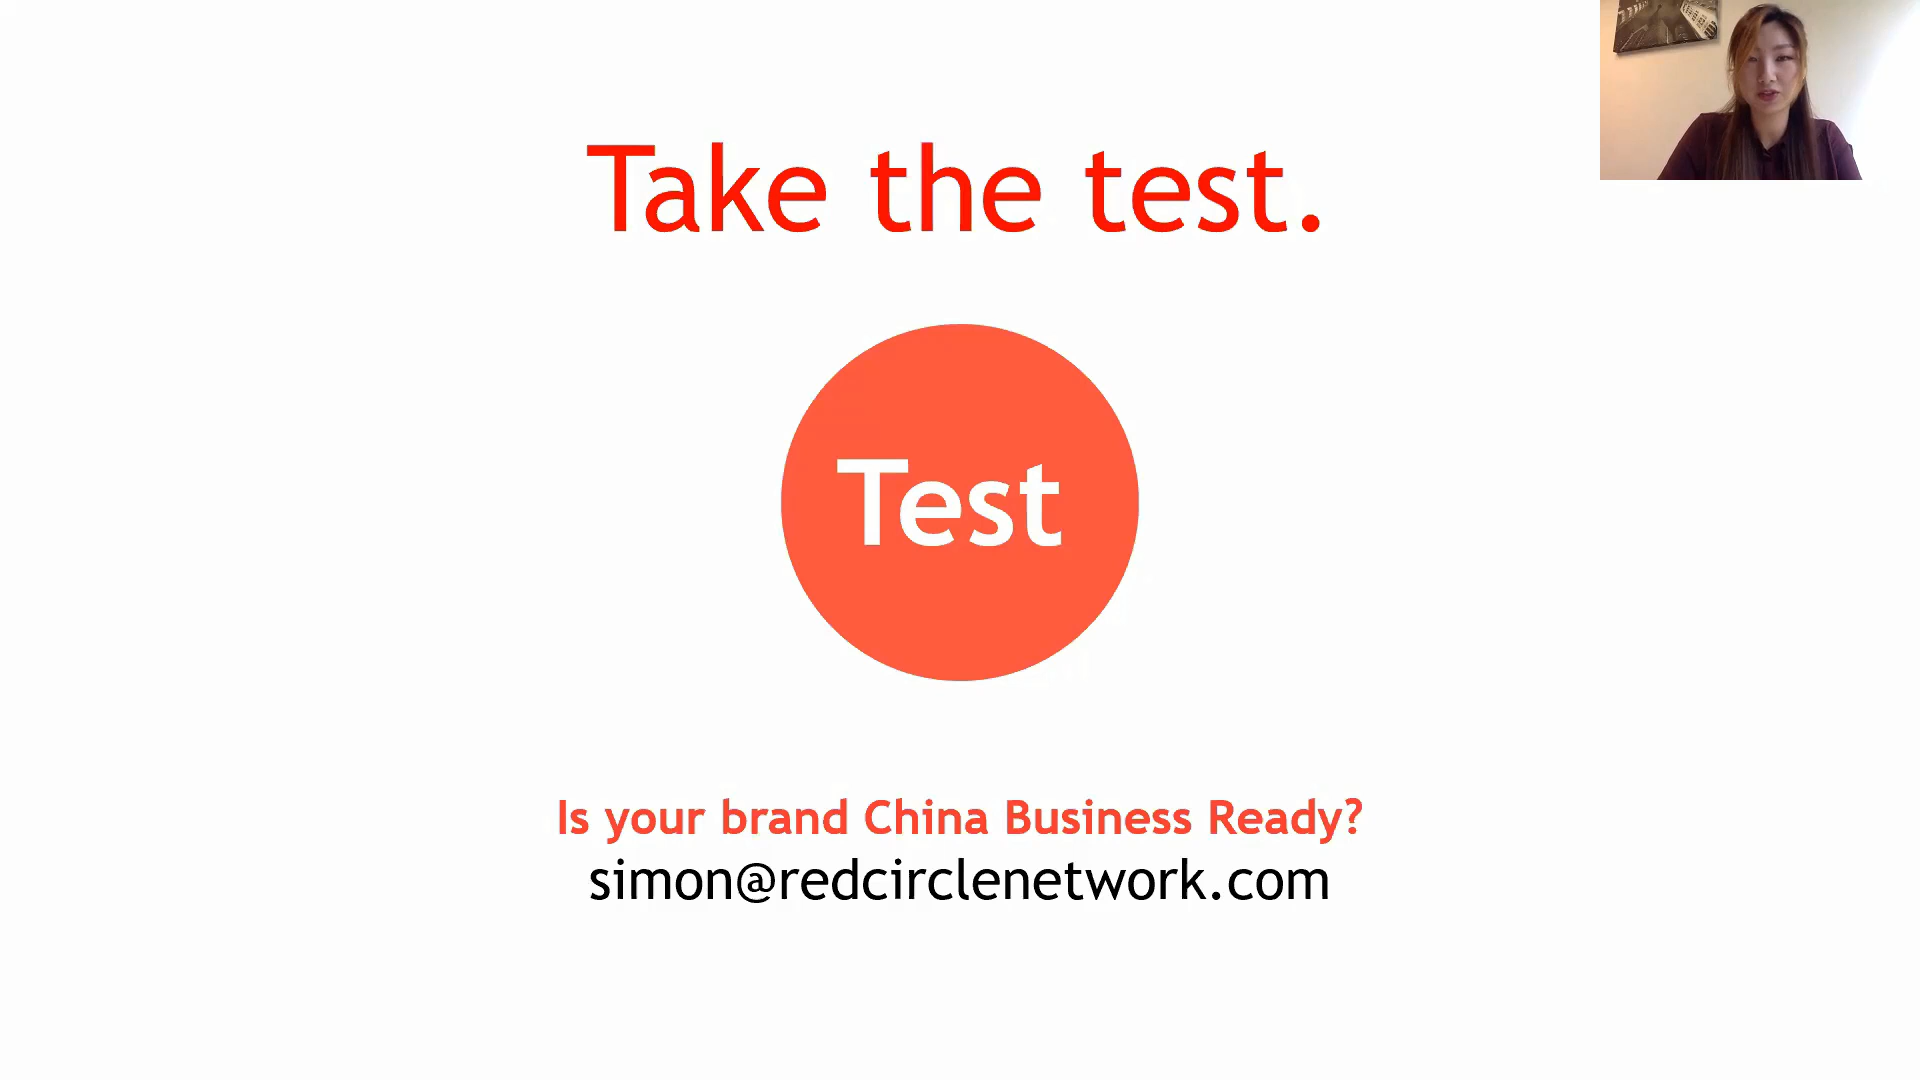 Take the test.
Test
Is your brand China Business Ready?
simon@redcirclenetwork.com